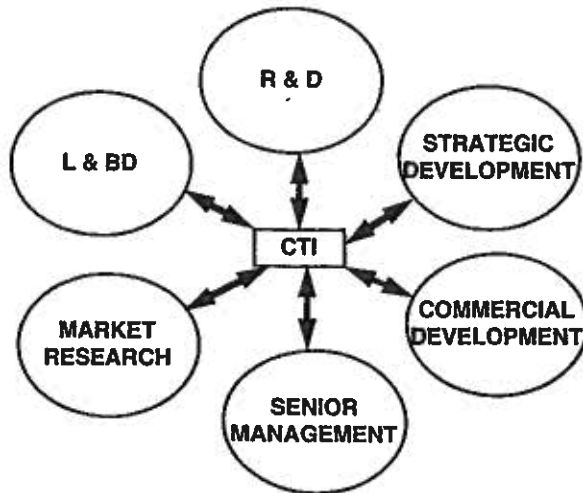 R & D
L & BD
STRATEGIC
DEVELOPMENT
CTI
MARKET
RESEARCH
COMMERCIAL
DEVELOPMENT
SENIOR
MANAGEMENT